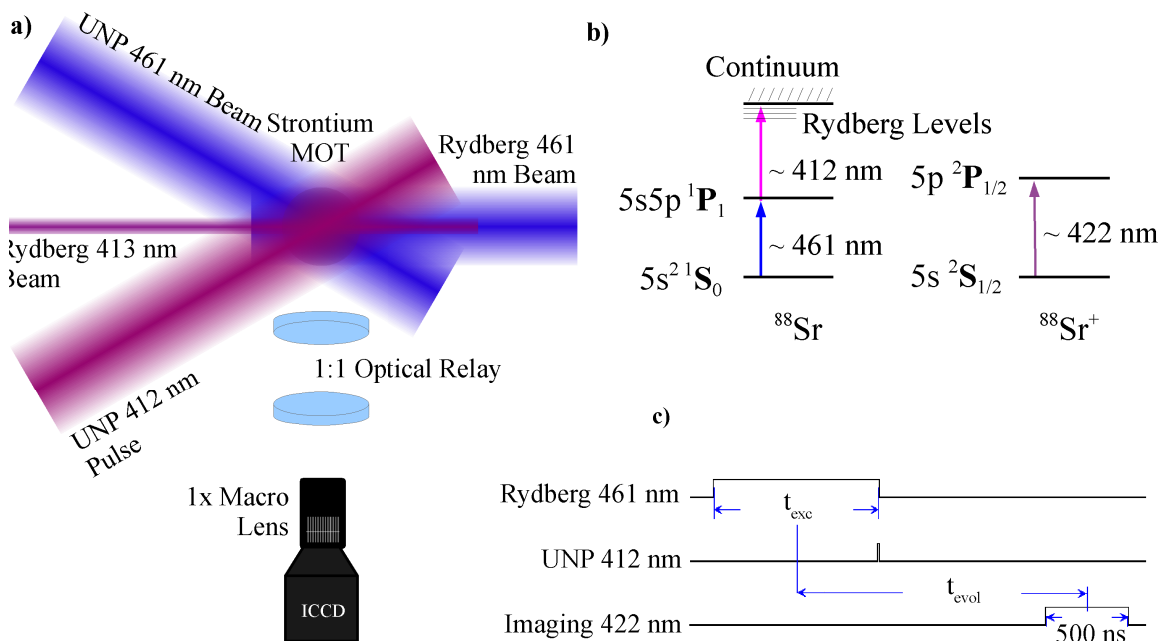 a)
UNP 461 nm Beam
Strontium
MOT
Rydberg 461
nm Beam
Rydberg 413 nm
Beam
UNP 412 nm
Pulse
1:1 Optical Relay
1x Macro
Lens
ICCD
b)
Continuum
Rydberg Levels
~ 412 nm
5s5p ¹P₁
~ 461 nm
5s² ¹S₀
⁸⁸Sr
5p ²P₁/₂
~ 422 nm
5s ²S₁/₂
⁸⁸Sr⁺
c)
Rydberg 461 nm
t_exc
UNP 412 nm
t_evol
Imaging 422 nm
500 ns